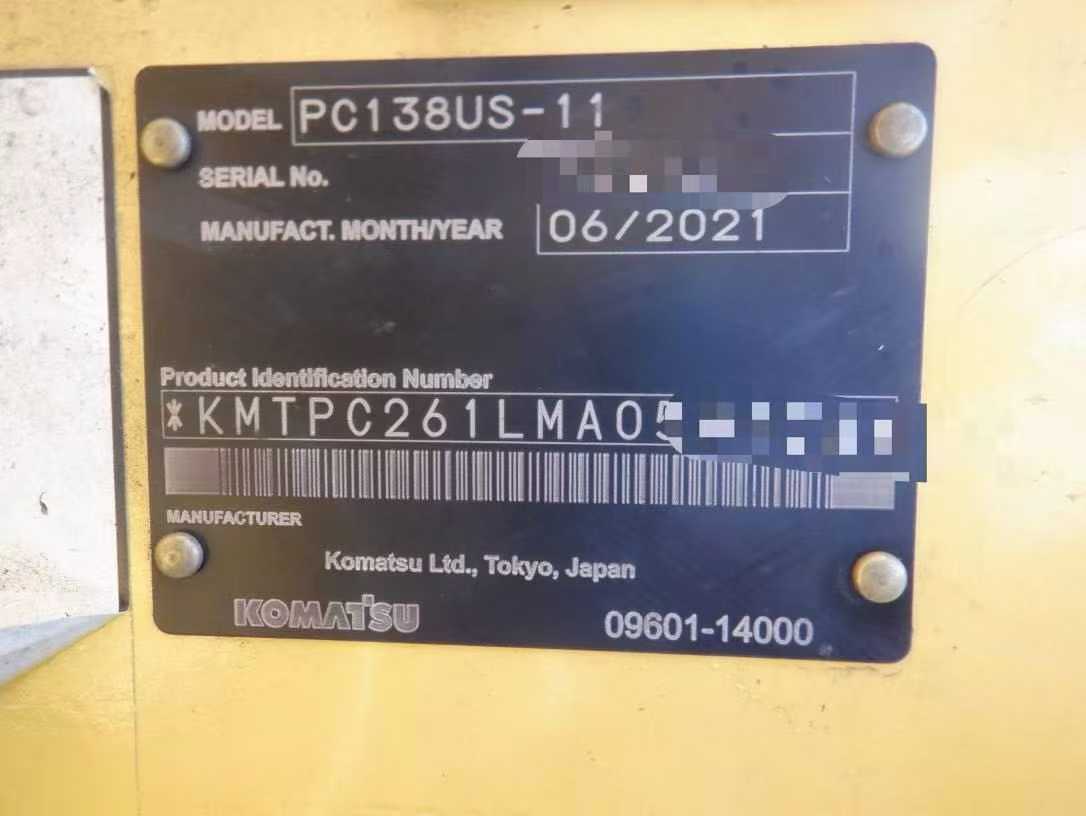 MODEL PC138US-11
SERIAL No.
MANUFACT. MONTH/YEAR 06/2021
Product Identification Number
*KMTPC261LMA05
MANUFACTURER
Komatsu Ltd., Tokyo, Japan
KOMATSU
09601-14000